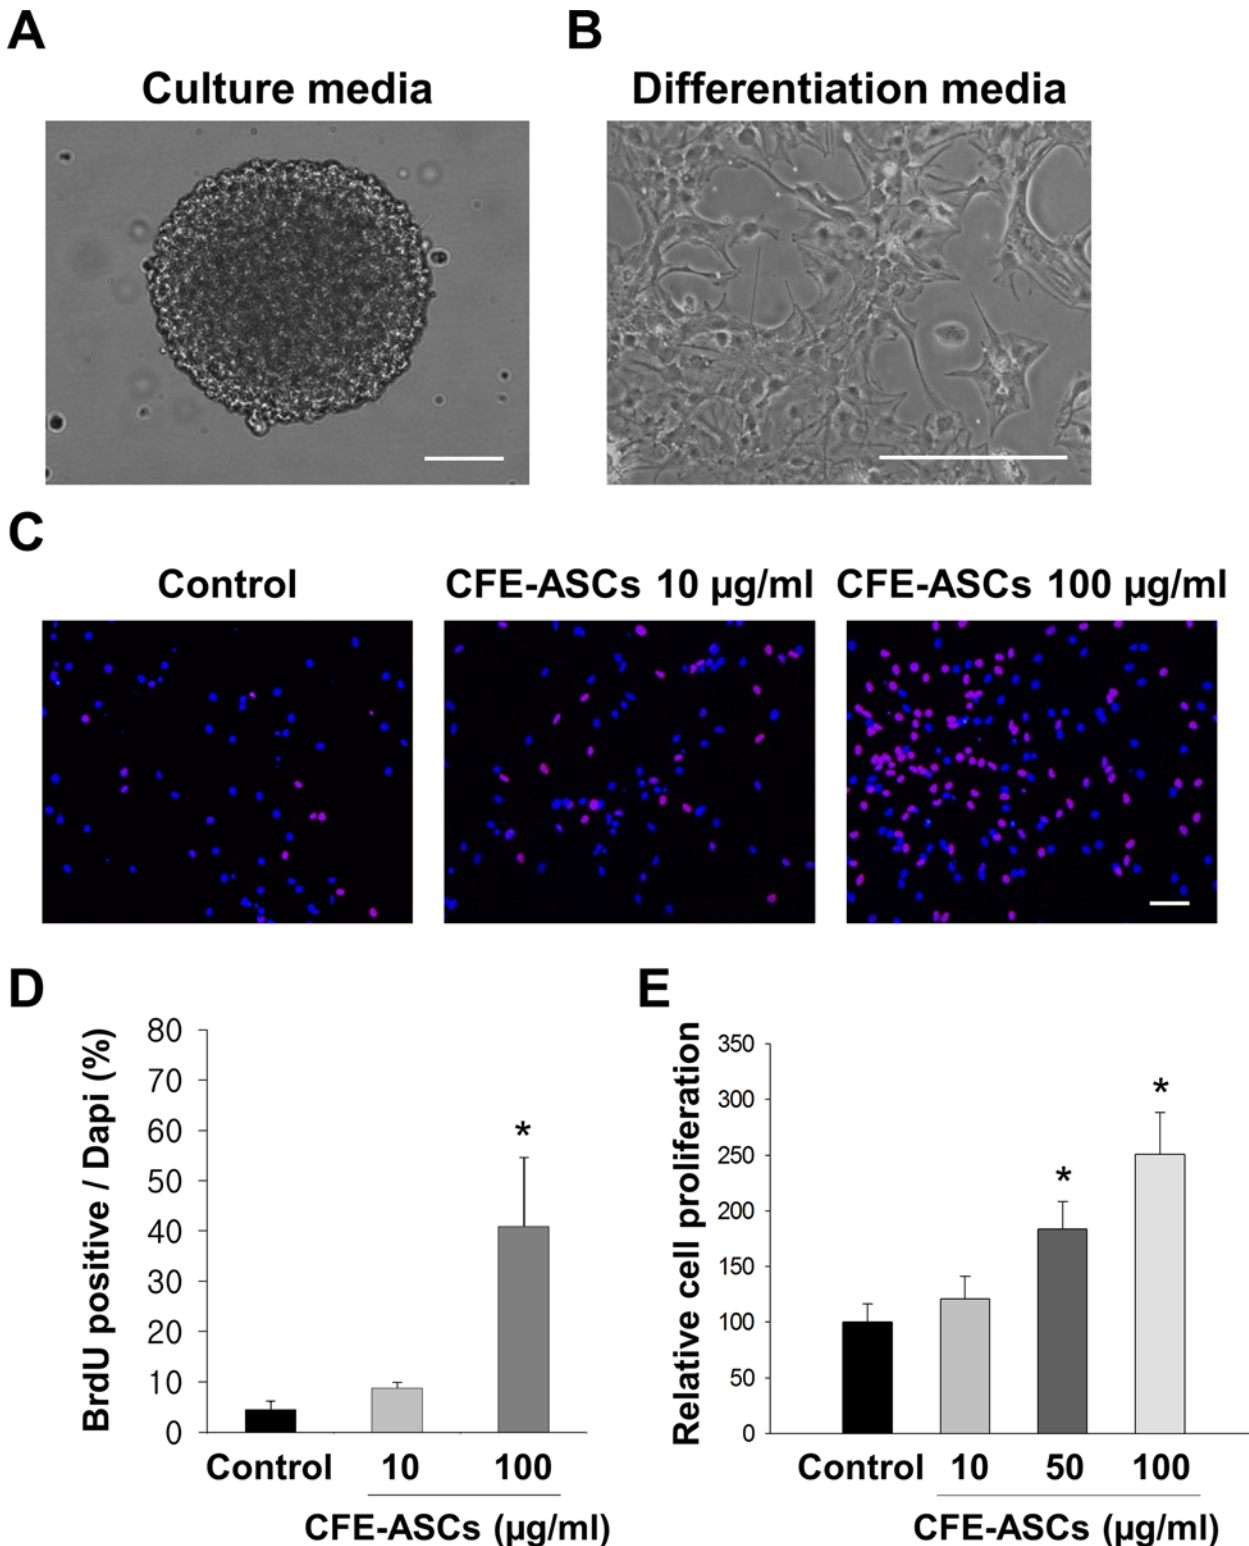 A
B
Culture media
Differentiation media
C
Control
CFE-ASCs 10 µg/ml
CFE-ASCs 100 µg/ml
D
E
BrdU positive / Dapi (%)
80
70
60
50
40
30
20
10
0
*
Control
10
100
CFE-ASCs (µg/ml)
Relative cell proliferation
350
300
250
200
150
100
50
0
*
*
Control
10
50
100
CFE-ASCs (µg/ml)